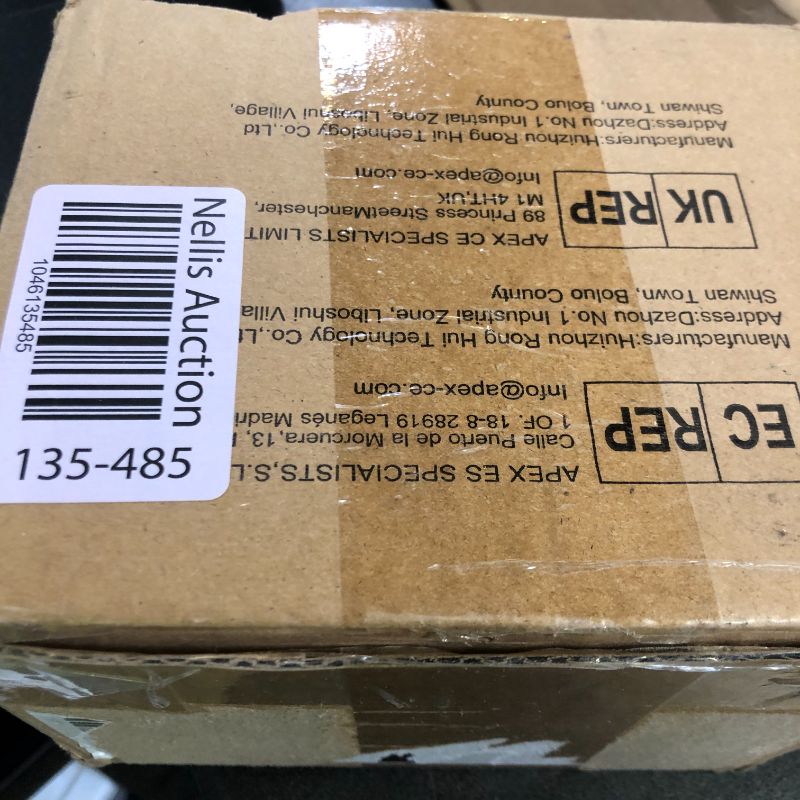 EC REP
APEX ES SPECIALISTS,S.L
Calle Puerto de la Morcuera,13,
1 OF. 18-8 28919 Leganés Madri
Info@apex-ce.com
Manufacturers:Huizhou Rong Hui Technology Co.,Lt
Address:Dazhou No.1 Industrial Zone, Liboshui Villa
Shiwan Town, Boluo County
UK REP
APEX CE SPECIALISTS LIMIT
89 Princess StreetManchester,
M1 4HT,UK
Info@apex-ce.com
Manufacturers:Huizhou Rong Hui Technology Co.,Ltd
Address:Dazhou No.1 Industrial Zone, Liboshui Village,
Shiwan Town, Boluo County
Nellis Auction
1046135485
135-485